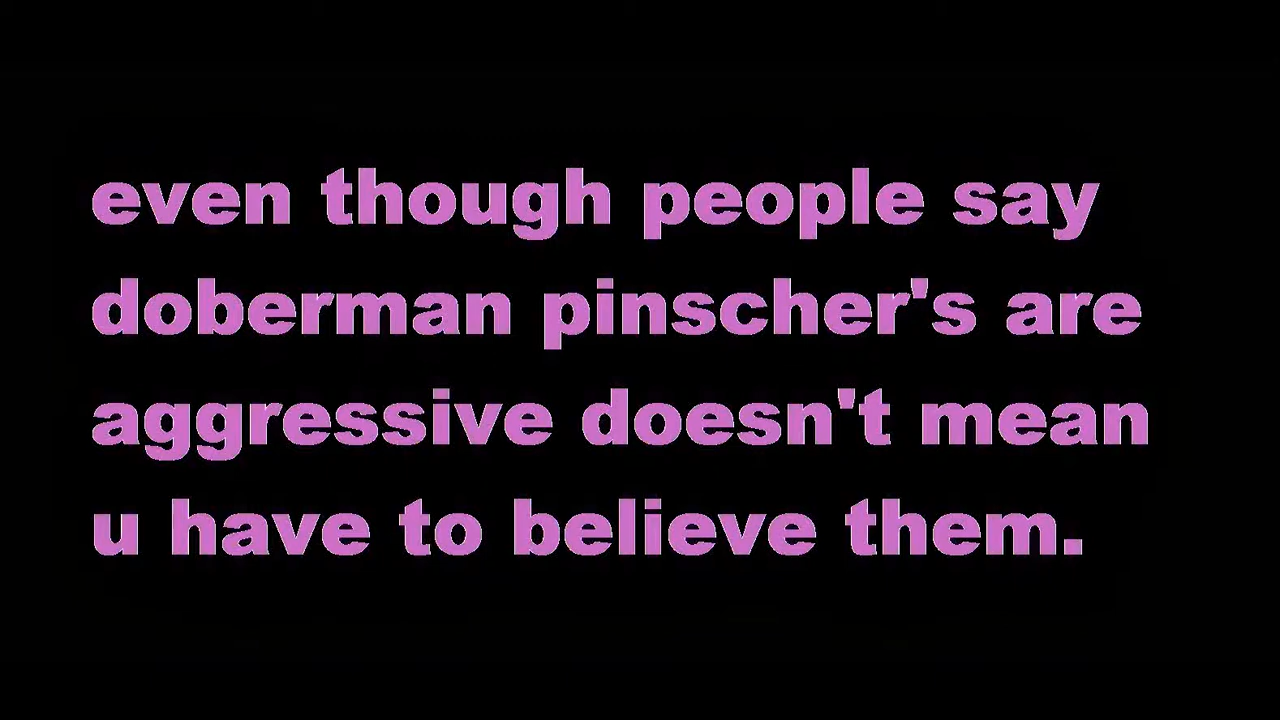 even though people say
doberman pinscher's are
aggressive doesn't mean
u have to believe them.